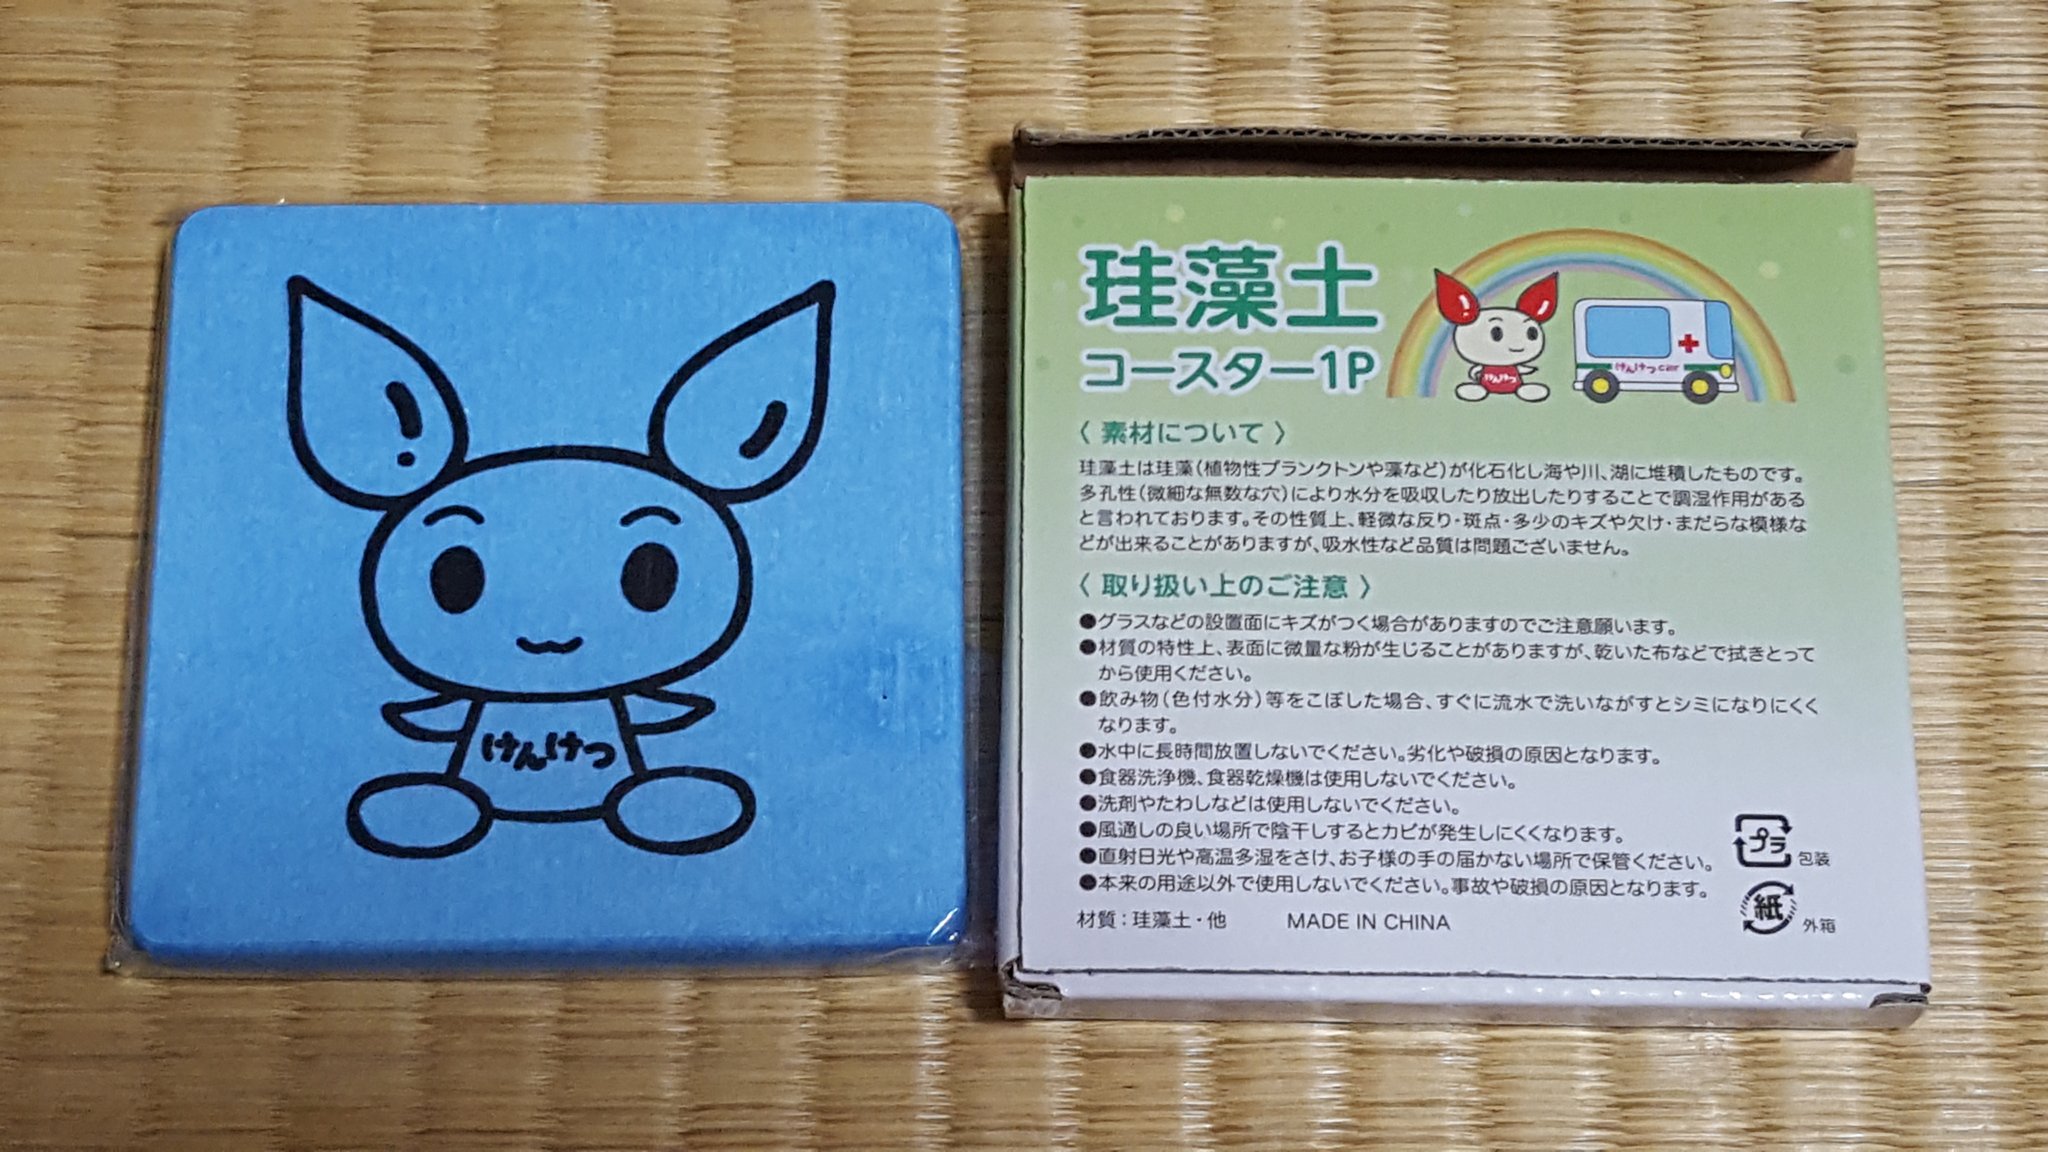 けんけつ
珪藻土
コースター1P
けんけつ
けんけつcar
〈 素材について 〉
珪藻土は珪藻(植物性プランクトンや藻など)が化石化し海や川、湖に堆積したものです。
多孔性(微細な無数な穴)により水分を吸収したり放出したりすることで調湿作用がある
と言われております。その性質上、軽微な反り・斑点・多少のキズや欠け・まだらな模様な
どが出来ることがありますが、吸水性など品質は問題ございません。
〈 取り扱い上のご注意 〉
●グラスなどの設置面にキズがつく場合がありますのでご注意願います。
●材質の特性上、表面に微量な粉が生じることがありますが、乾いた布などで拭きとって
から使用ください。
●飲み物(色付水分)等をこぼした場合、すぐに流水で洗いながすとシミになりにくく
なります。
●水中に長時間放置しないでください。劣化や破損の原因となります。
●食器洗浄機、食器乾燥機は使用しないでください。
●洗剤やたわしなどは使用しないでください。
●風通しの良い場所で陰干しするとカビが発生しにくくなります。
●直射日光や高温多湿をさけ、お子様の手の届かない場所で保管ください。
●本来の用途以外で使用しないでください。事故や破損の原因となります。
材質:珪藻土・他 MADE IN CHINA
プラ 包装
紙 外箱